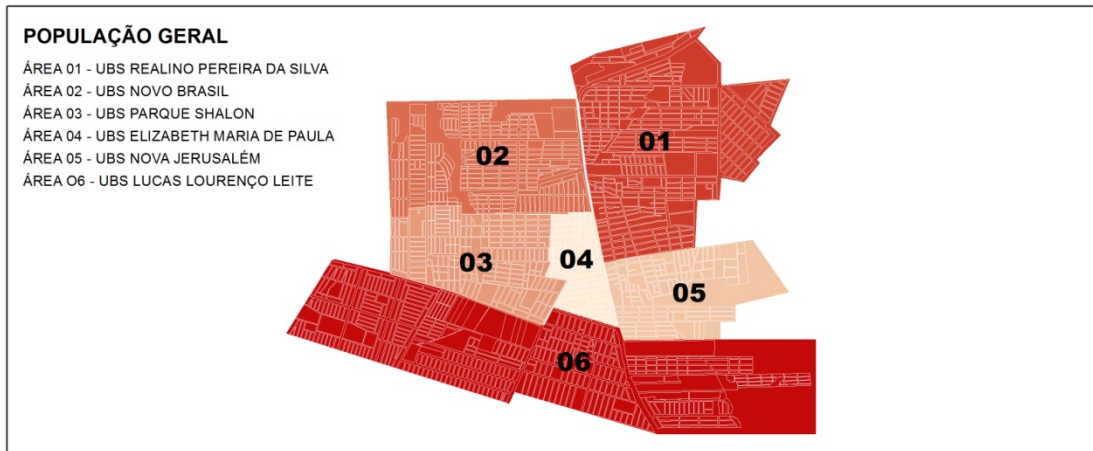 POPULAÇÃO GERAL
ÁREA 01 - UBS REALINO PEREIRA DA SILVA
ÁREA 02 - UBS NOVO BRASIL
ÁREA 03 - UBS PARQUE SHALON
ÁREA 04 - UBS ELIZABETH MARIA DE PAULA
ÁREA 05 - UBS NOVA JERUSALÉM
ÁREA O6 - UBS LUCAS LOURENÇO LEITE
01
02
03
04
05
06